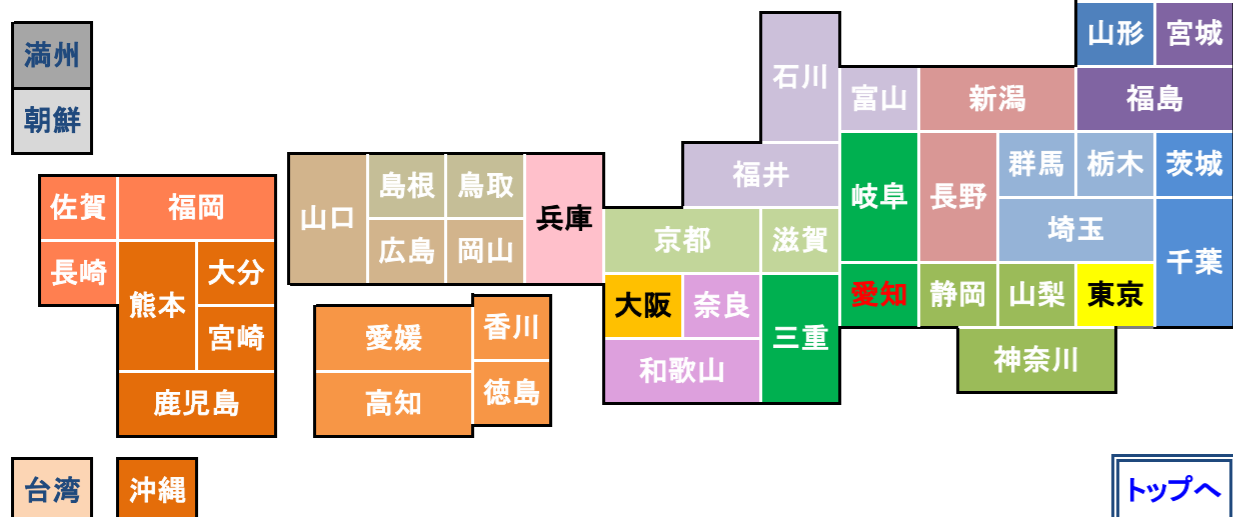 山形 宮城
満州
石川
富山 新潟 福島
朝鮮
福井
群馬 栃木 茨城
島根 鳥取
佐賀 福岡
岐阜 長野
山口 兵庫
京都 滋賀 埼玉
広島 岡山
長崎 大分
千葉
熊本
大阪 奈良 愛知 静岡 山梨 東京
宮崎
愛媛 香川
三重
和歌山
神奈川
鹿児島
高知 徳島
台湾 沖縄
トップへ